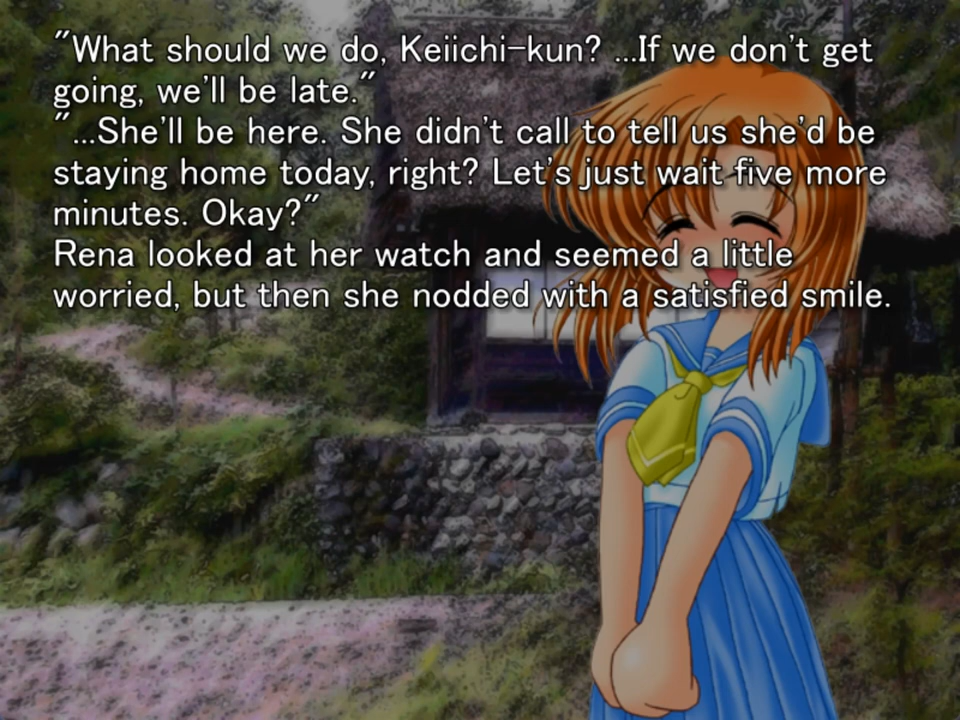 "What should we do, Keiichi-kun? ...If we don't get
going, we'll be late."
"...She'll be here. She didn't call to tell us she'd be
staying home today, right? Let's just wait five more
minutes. Okay?"
Rena looked at her watch and seemed a little
worried, but then she nodded with a satisfied smile.